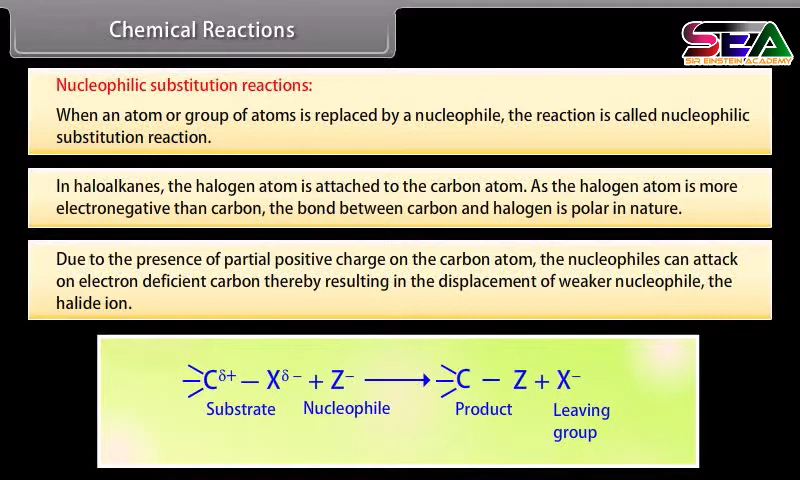 Chemical Reactions
SEA
SIR EINSTEIN ACADEMY
Nucleophilic substitution reactions:
When an atom or group of atoms is replaced by a nucleophile, the reaction is called nucleophilic
substitution reaction.
In haloalkanes, the halogen atom is attached to the carbon atom. As the halogen atom is more
electronegative than carbon, the bond between carbon and halogen is polar in nature.
Due to the presence of partial positive charge on the carbon atom, the nucleophiles can attack
on electron deficient carbon thereby resulting in the displacement of weaker nucleophile, the
halide ion.
C^δ+ — X^δ− + Z^− ⟶ C — Z + X^−
Substrate Nucleophile Product Leaving
group